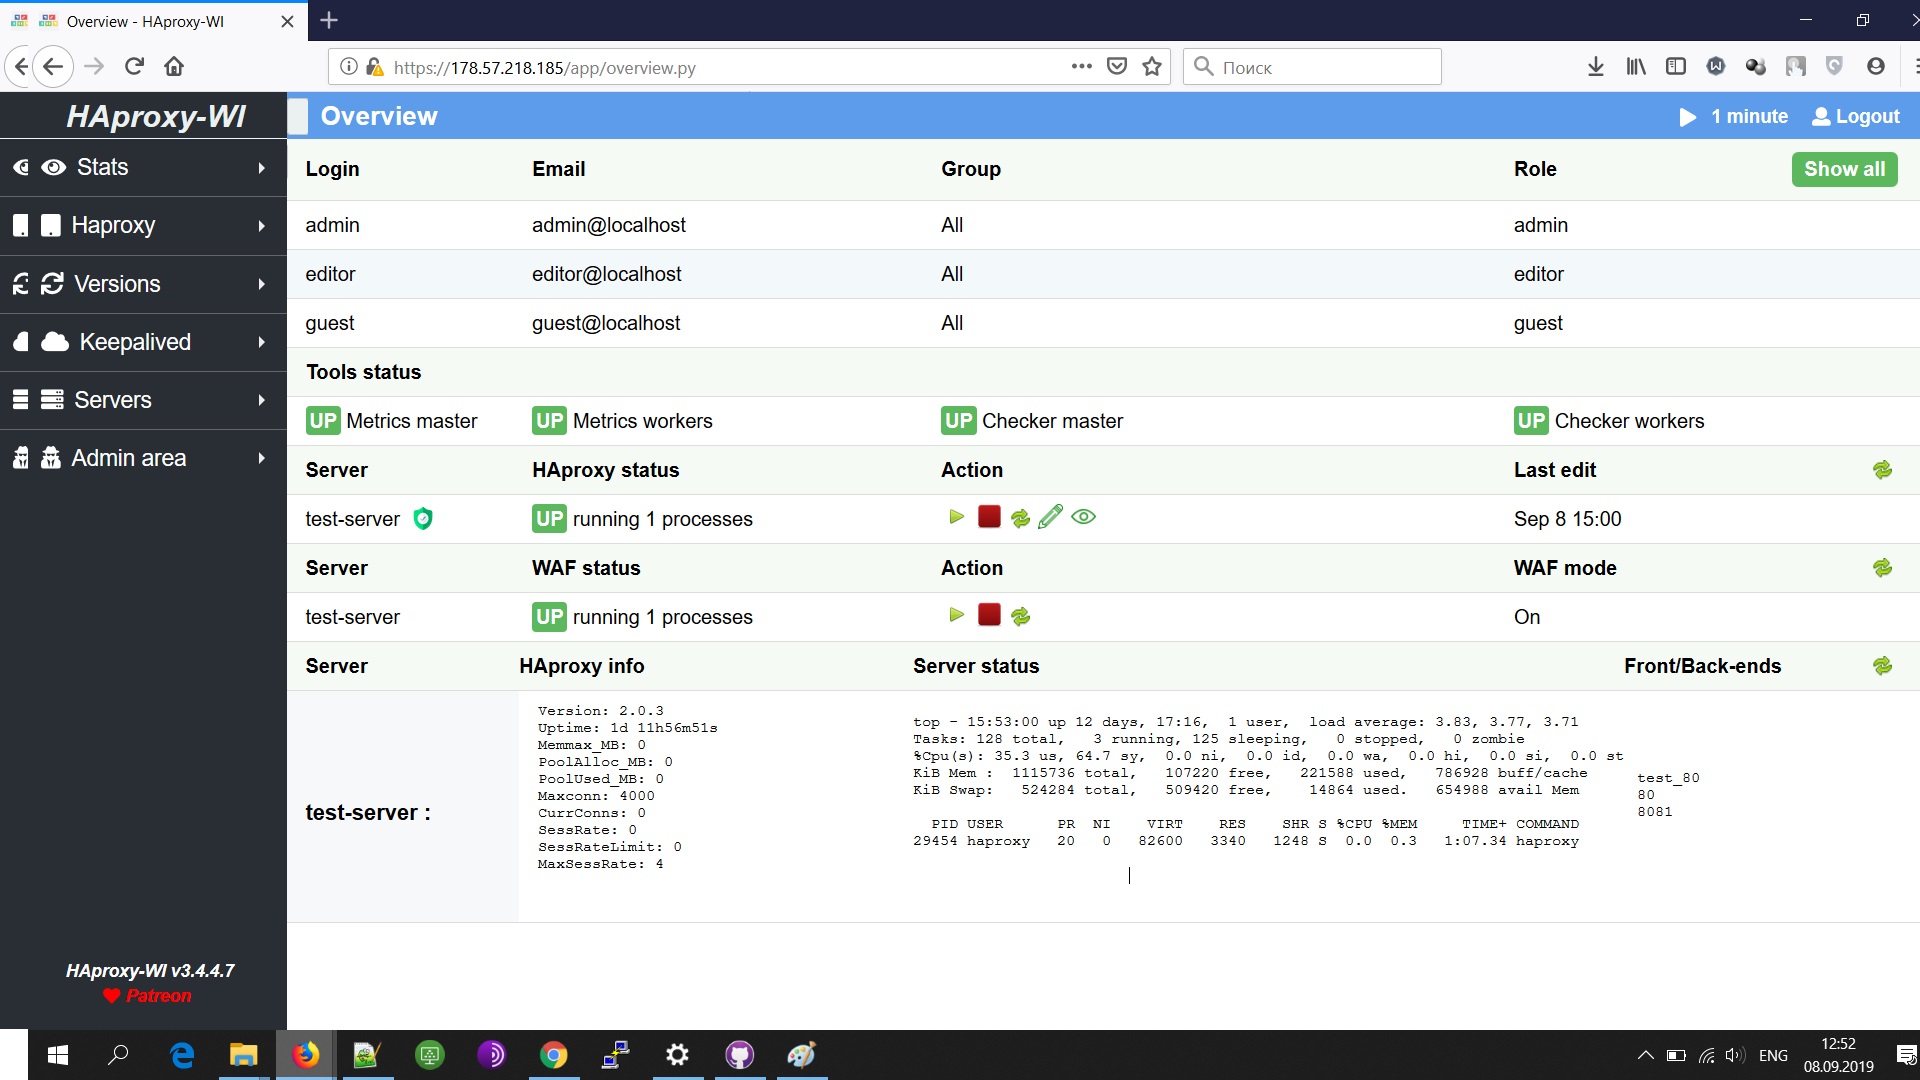 Overview - HAproxy-WI
https://178.57.218.185/app/overview.py
Поиск
HAproxy-WI
Overview
1 minute
Logout
Stats
Haproxy
Versions
Keepalived
Servers
Admin area
Login Email Group Role Show all
admin admin@localhost All admin
editor editor@localhost All editor
guest guest@localhost All guest
Tools status
UP Metrics master UP Metrics workers UP Checker master UP Checker workers
Server HAproxy status Action Last edit
test-server UP running 1 processes Sep 8 15:00
Server WAF status Action WAF mode
test-server UP running 1 processes On
Server HAproxy info Server status Front/Back-ends
test-server :
Version: 2.0.3
Uptime: 1d 11h56m51s
Memmax_MB: 0
PoolAlloc_MB: 0
PoolUsed_MB: 0
Maxconn: 4000
CurrConns: 0
SessRate: 0
SessRateLimit: 0
MaxSessRate: 4
top - 15:53:00 up 12 days, 17:16, 1 user, load average: 3.83, 3.77, 3.71
Tasks: 128 total, 3 running, 125 sleeping, 0 stopped, 0 zombie
%Cpu(s): 35.3 us, 64.7 sy, 0.0 ni, 0.0 id, 0.0 wa, 0.0 hi, 0.0 si, 0.0 st
KiB Mem : 1115736 total, 107220 free, 221588 used, 786928 buff/cache
KiB Swap: 524284 total, 509420 free, 14864 used. 654988 avail Mem
PID USER PR NI VIRT RES SHR S %CPU %MEM TIME+ COMMAND
29454 haproxy 20 0 82600 3340 1248 S 0.0 0.3 1:07.34 haproxy
test_80
80
8081
HAproxy-WI v3.4.4.7
Patreon
ENG
12:52
08.09.2019